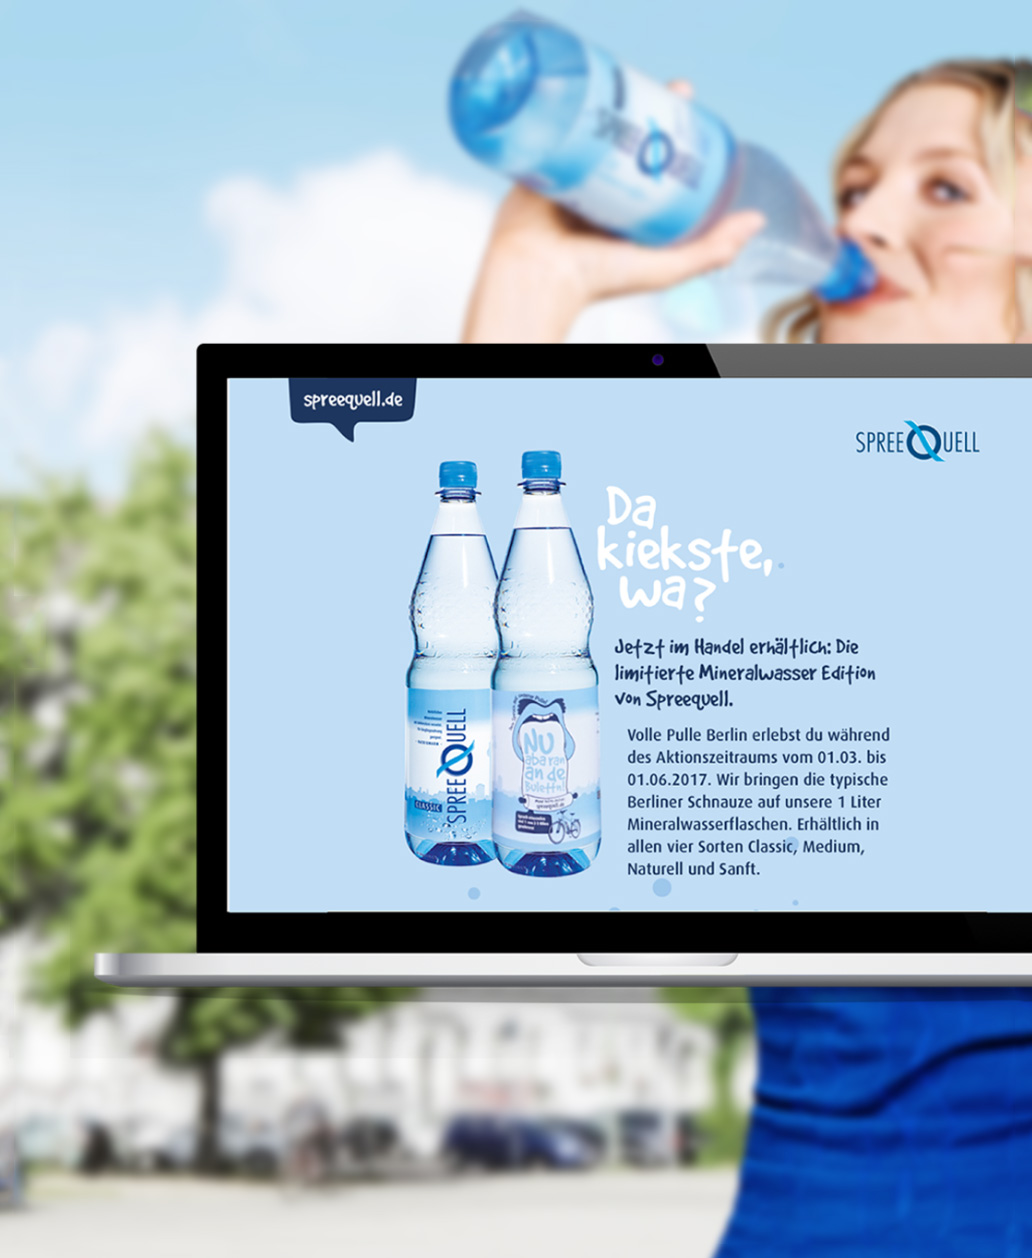 SPREEQUELL
spreequell.de
SPREEQUELL
Da
kiekste,
wa?
Jetzt im Handel erhältlich: Die
limitierte Mineralwasser Edition
von Spreequell.
Volle Pulle Berlin erlebst du während
des Aktionszeitraums vom 01.03. bis
01.06.2017. Wir bringen die typische
Berliner Schnauze auf unsere 1 Liter
Mineralwasserflaschen. Erhältlich in
allen vier Sorten Classic, Medium,
Naturell und Sanft.
SPREEQUELL
CLASSIC
NU
aba ran
an de
Buletten!
spreequell.de